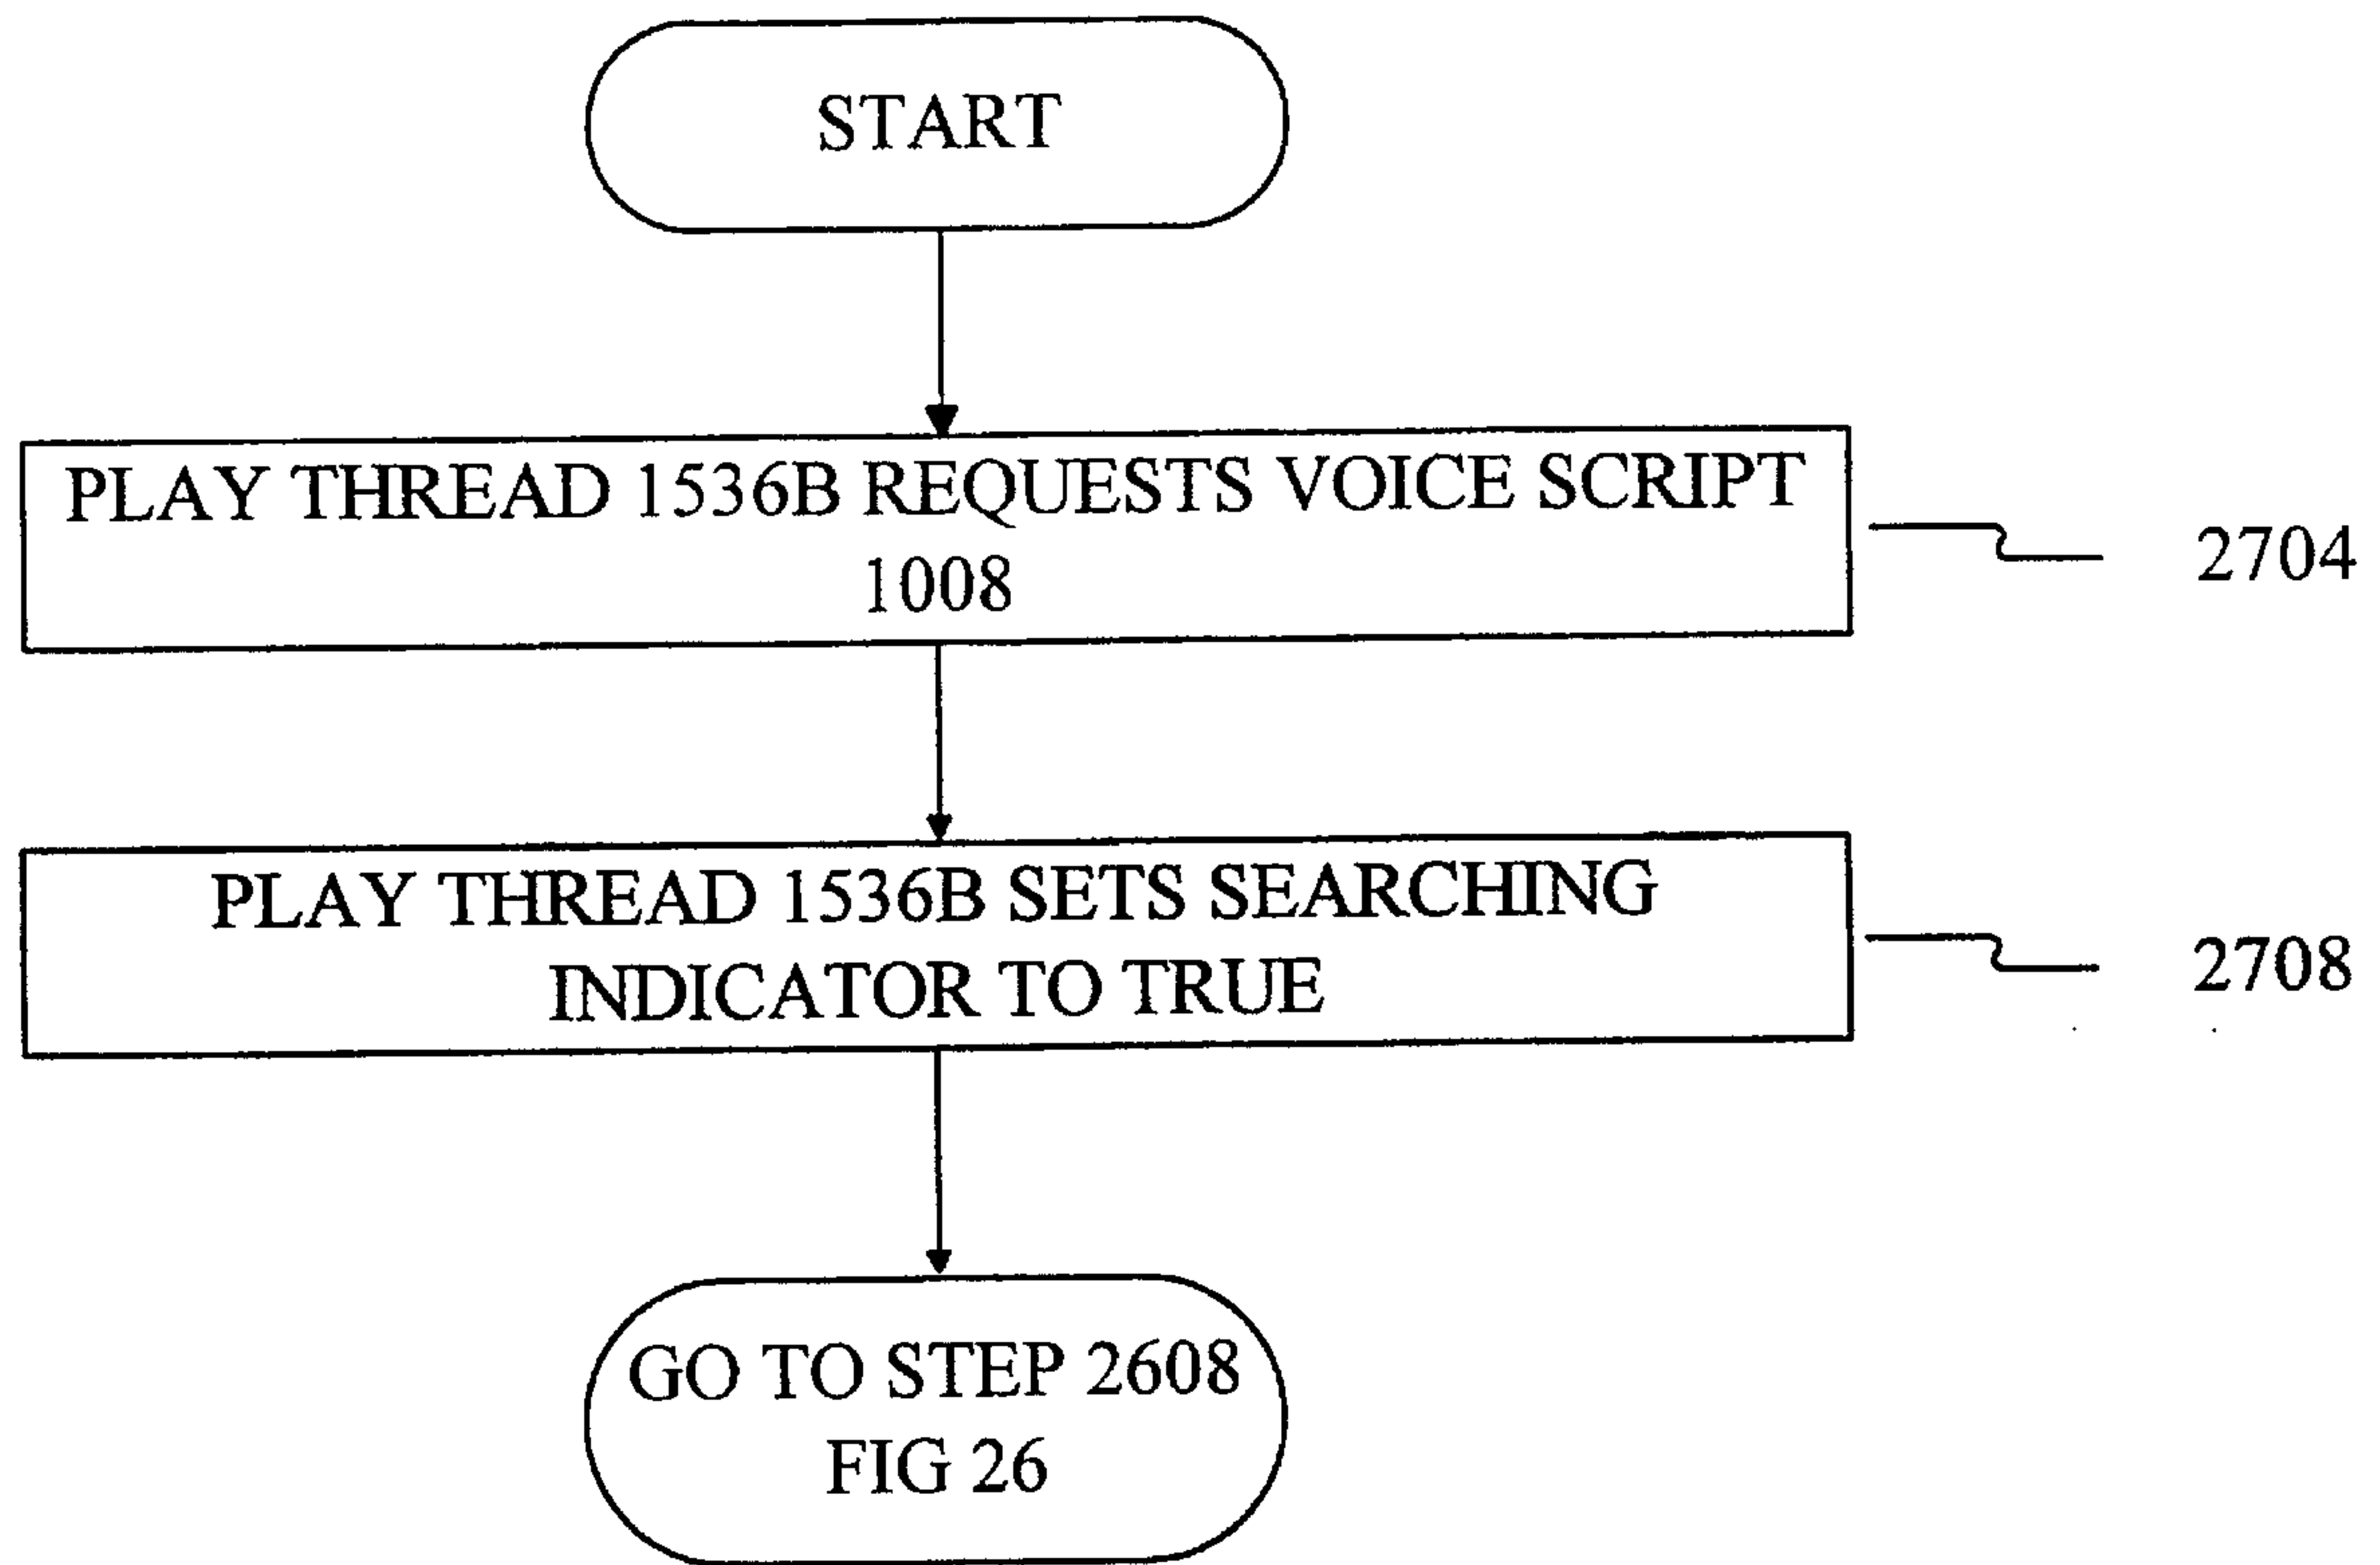 START
PLAY THREAD 1536B REQUESTS VOICE SCRIPT
1008
2704
PLAY THREAD 1536B SETS SEARCHING
INDICATOR TO TRUE
2708
GO TO STEP 2608
FIG 26